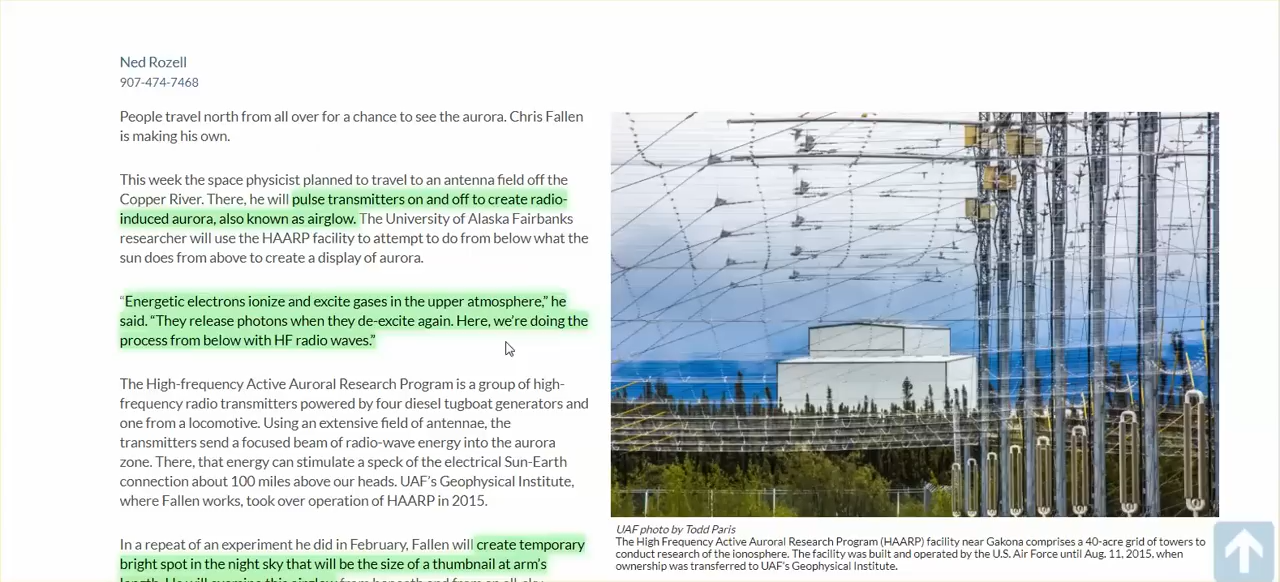 Ned Rozell
907-474-7468
People travel north from all over for a chance to see the aurora. Chris Fallen
is making his own.
This week the space physicist planned to travel to an antenna field off the
Copper River. There, he will pulse transmitters on and off to create radio-
induced aurora, also known as airglow. The University of Alaska Fairbanks
researcher will use the HAARP facility to attempt to do from below what the
sun does from above to create a display of aurora.
“Energetic electrons ionize and excite gases in the upper atmosphere,” he
said. “They release photons when they de-excite again. Here, we’re doing the
process from below with HF radio waves.”
The High-frequency Active Auroral Research Program is a group of high-
frequency radio transmitters powered by four diesel tugboat generators and
one from a locomotive. Using an extensive field of antennae, the
transmitters send a focused beam of radio-wave energy into the aurora
zone. There, that energy can stimulate a speck of the electrical Sun-Earth
connection about 100 miles above our heads. UAF’s Geophysical Institute,
where Fallen works, took over operation of HAARP in 2015.
In a repeat of an experiment he did in February, Fallen will create temporary
bright spot in the night sky that will be the size of a thumbnail at arm’s
length. He will examine this airglow from beneath and from an all-sky
UAF photo by Todd Paris
The High Frequency Active Auroral Research Program (HAARP) facility near Gakona comprises a 40-acre grid of towers to
conduct research of the ionosphere. The facility was built and operated by the U.S. Air Force until Aug. 11, 2015. when
ownership was transferred to UAF’s Geophysical Institute.